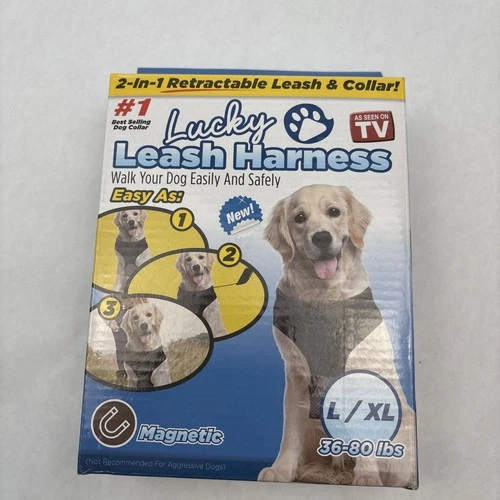 2-In-1 Retractable Leash & Collar!
#1
Best Selling
Dog Collar
Lucky
AS SEEN ON
TV
Leash Harness
Walk Your Dog Easily And Safely
Easy As:
1
New!
2
3
L / XL
36-80 lbs
Magnetic
(Not Recommended For Aggressive Dogs)